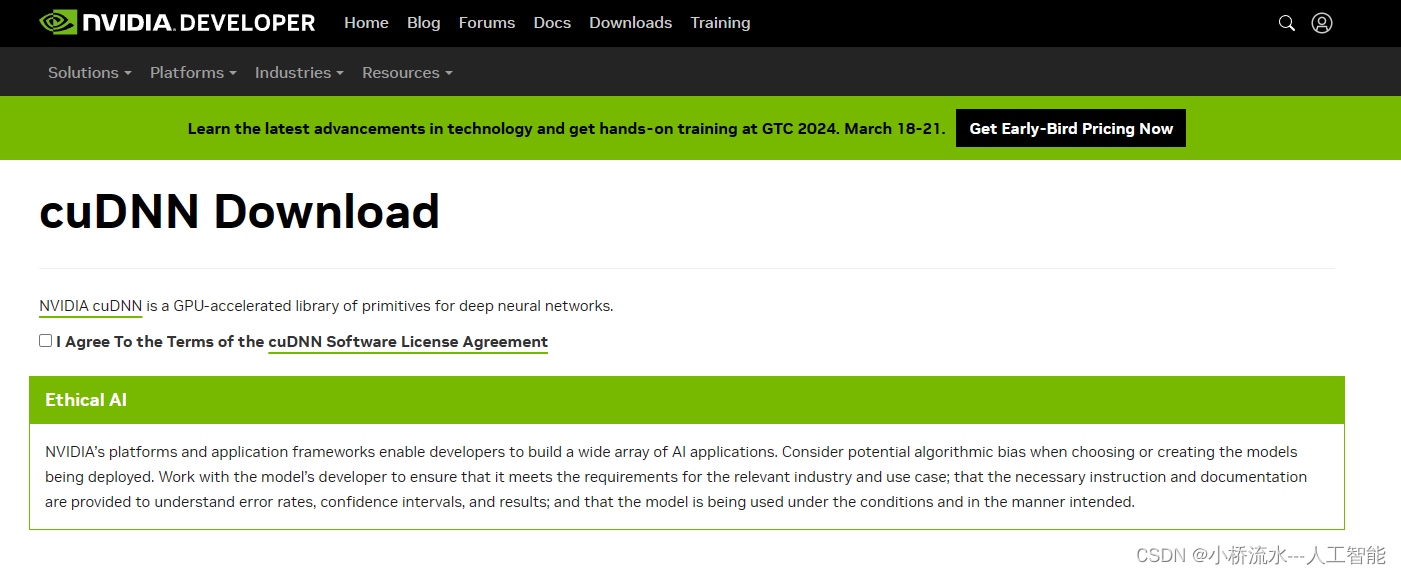 NVIDIA. DEVELOPER Home Blog Forums Docs Downloads Training
Solutions Platforms Industries Resources
Learn the latest advancements in technology and get hands-on training at GTC 2024. March 18-21. Get Early-Bird Pricing Now
cuDNN Download
NVIDIA cuDNN is a GPU-accelerated library of primitives for deep neural networks.
I Agree To the Terms of the cuDNN Software License Agreement
Ethical AI
NVIDIA's platforms and application frameworks enable developers to build a wide array of AI applications. Consider potential algorithmic bias when choosing or creating the models
being deployed. Work with the model's developer to ensure that it meets the requirements for the relevant industry and use case; that the necessary instruction and documentation
are provided to understand error rates, confidence intervals, and results; and that the model is being used under the conditions and in the manner intended.
CSDN @小桥流水---人工智能